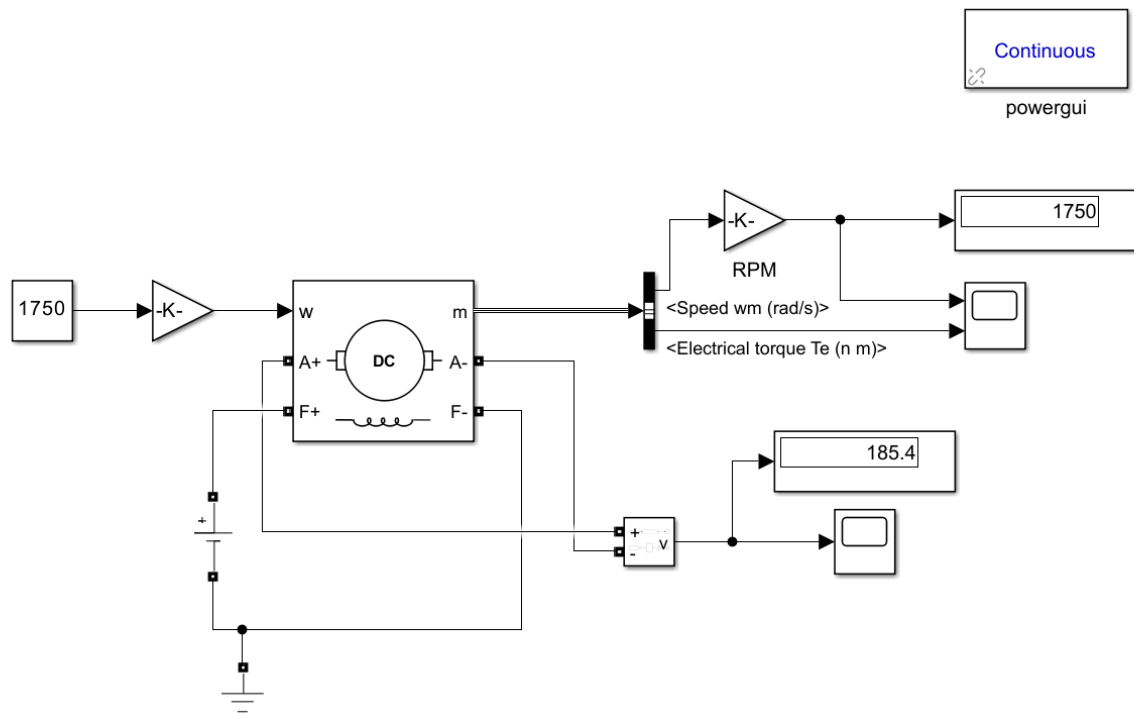 Continuous
powergui
1750
-K-
RPM
1750
-K-
w
m
<Speed wm (rad/s)>
<Electrical torque Te (n m)>
A+
DC
A-
F+
F-
185.4
+
+
v
-